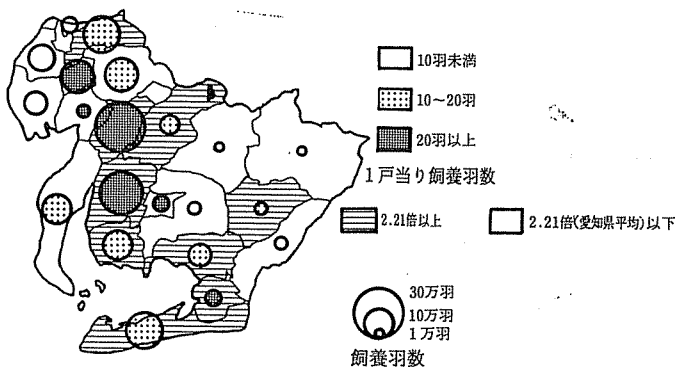 10羽未満
10～20羽
20羽以上
1戸当り飼養羽数
2.21倍以上
2.21倍(愛知県平均)以下
30万羽
10万羽
1万羽
飼養羽数